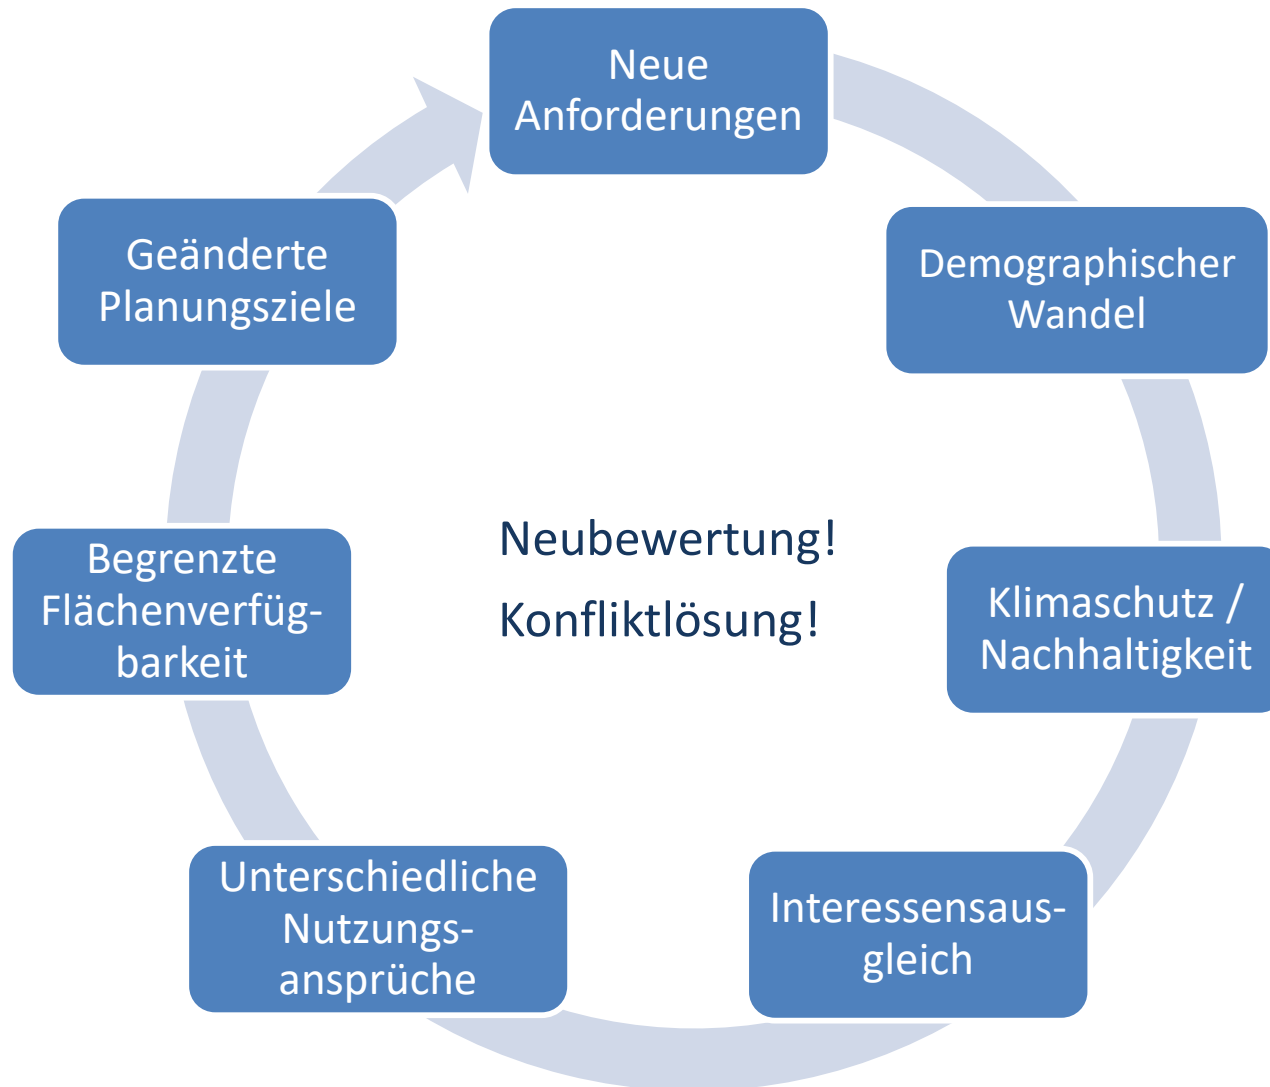 Neue
Anforderungen
Demographischer
Wandel
Klimaschutz /
Nachhaltigkeit
Interessensaus-
gleich
Unterschiedliche
Nutzungs-
ansprüche
Begrenzte
Flächenverfüg-
barkeit
Geänderte
Planungsziele
Neubewertung!
Konfliktlösung!